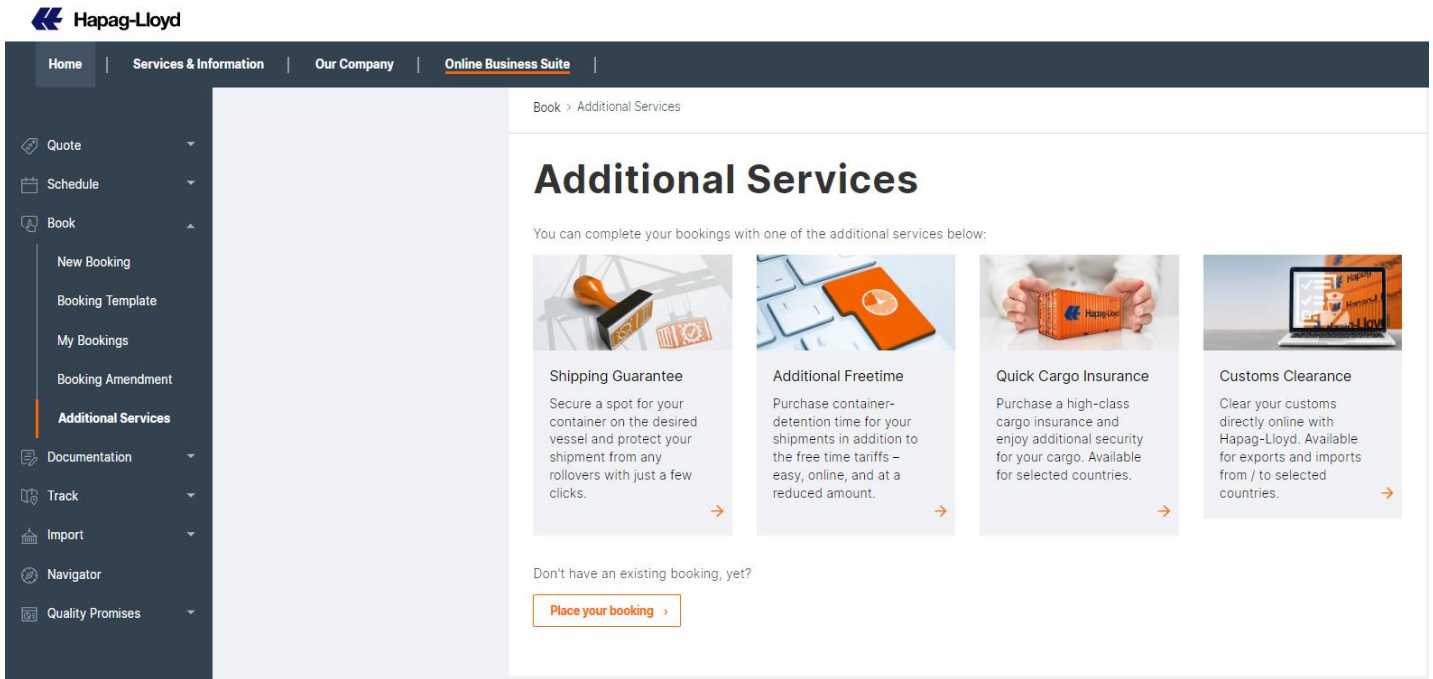 Hapag-Lloyd
Home | Services & Information | Our Company | Online Business Suite |
Quote
Schedule
Book
New Booking
Booking Template
My Bookings
Booking Amendment
Additional Services
Documentation
Track
Import
Navigator
Quality Promises
Book > Additional Services
Additional Services
You can complete your bookings with one of the additional services below:
Shipping Guarantee
Secure a spot for your
container on the desired
vessel and protect your
shipment from any
rollovers with just a few
clicks.
Additional Freetime
Purchase container-
detention time for your
shipments in addition to
the free time tariffs –
easy, online, and at a
reduced amount.
Hapag-Lloyd
Quick Cargo Insurance
Purchase a high-class
cargo insurance and
enjoy additional security
for your cargo. Available
for selected countries.
Customs Clearance
Clear your customs
directly online with
Hapag-Lloyd. Available
for exports and imports
from / to selected
countries.
Don't have an existing booking, yet?
Place your booking ›